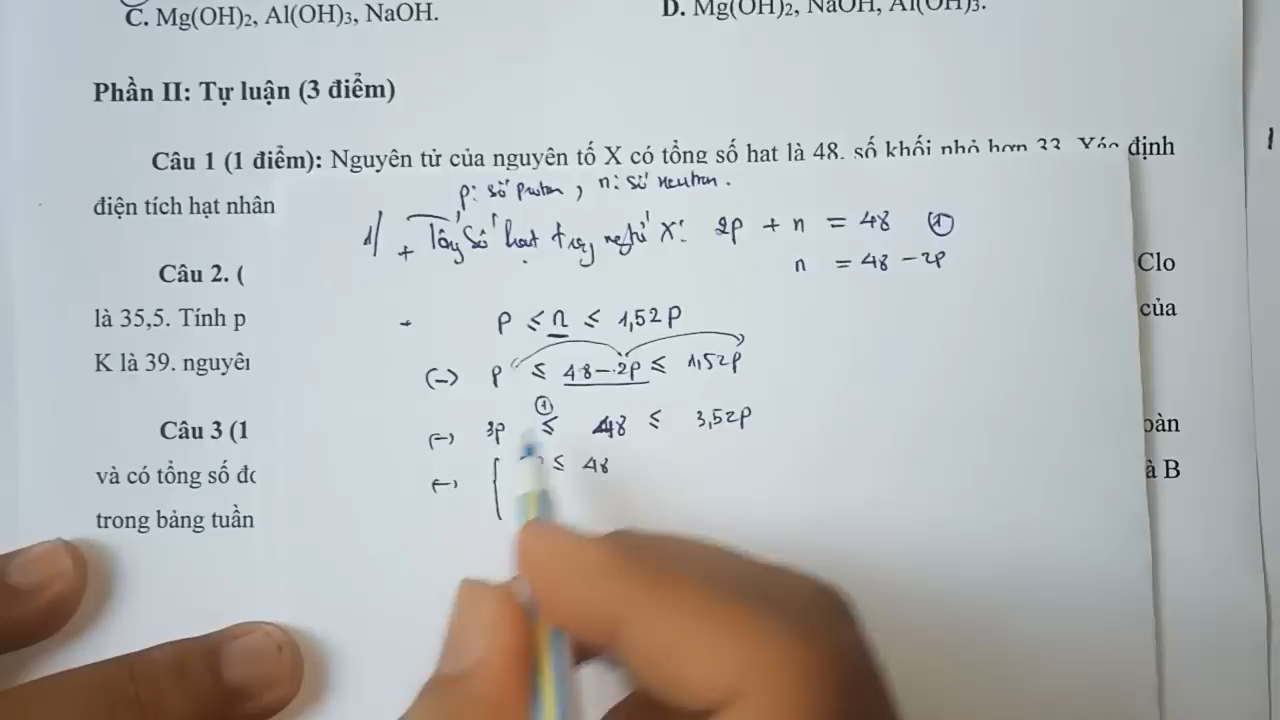 C. Mg(OH)₂, Al(OH)₃, NaOH.
D. Mg(OH)₂, NaOH, Al(OH)₃.
Phần II: Tự luận (3 điểm)
Câu 1 (1 điểm): Nguyên tử của nguyên tố X có tổng số hạt là 48, số khối nhỏ hơn 33. Xác định
điện tích hạt nhân
p: số proton, n: số neutron.
1/ + Tổng số hạt trong X: 2p + n = 48 ①
n = 48 - 2p
Câu 2. ( Clo
- p ≤ n ≤ 1,52p
là 35,5. Tính p của
K là 39. nguyên
(-) p ≤ 48 - 2p ≤ 1,52p
①
(-) 3p ≤ 48 ≤ 3,52p
Câu 3 (1 oàn
(-) { ≤ 48
và có tổng số à B
trong bảng tuần
1